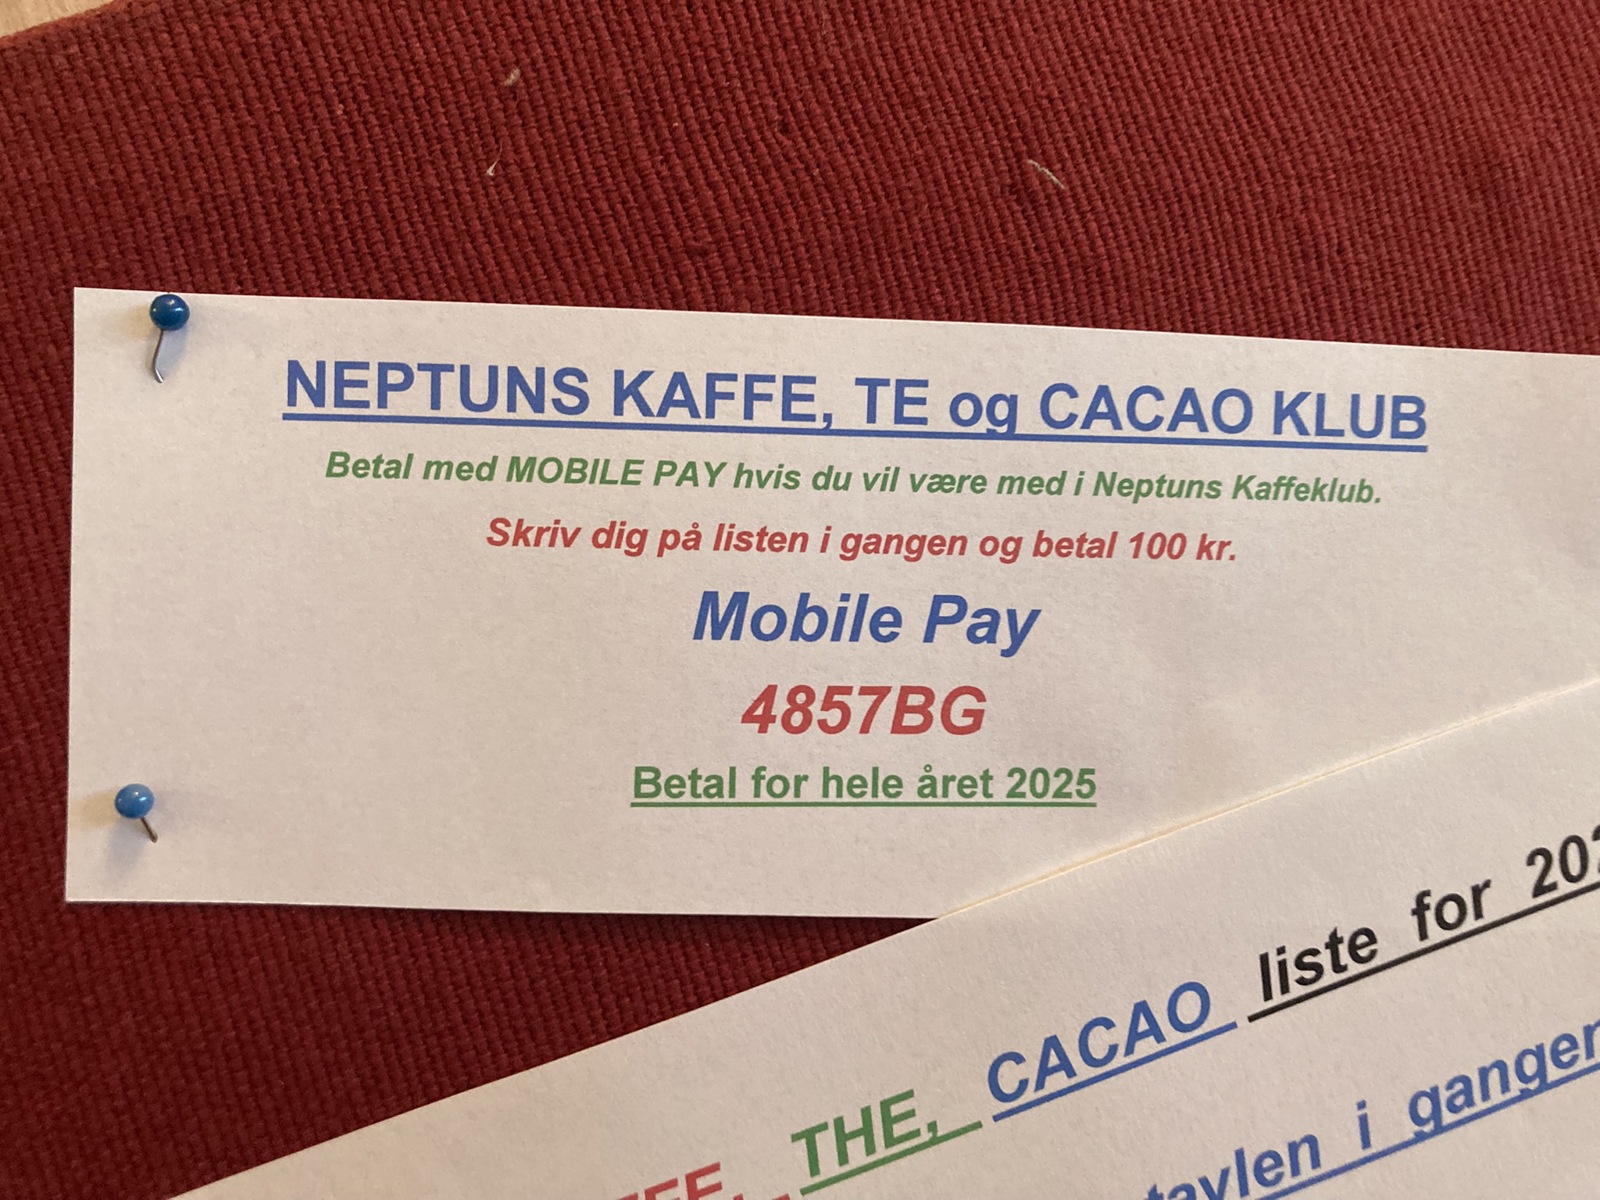 NEPTUNS KAFFE, TE og CACAO KLUB
Betal med MOBILE PAY hvis du vil være med i Neptuns Kaffeklub.
Skriv dig på listen i gangen og betal 100 kr.
Mobile Pay
4857BG
Betal for hele året 2025
THE, CACAO liste for
i